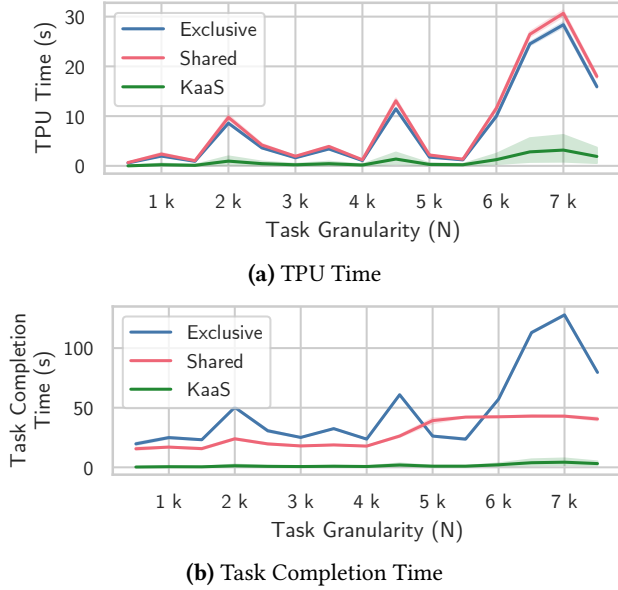 30
20
10
0
TPU Time (s)
Exclusive
Shared
KaaS
1 k 2 k 3 k 4 k 5 k 6 k 7 k
Task Granularity (N)
(a) TPU Time
100
50
0
Task Completion
Time (s)
Exclusive
Shared
KaaS
1 k 2 k 3 k 4 k 5 k 6 k 7 k
Task Granularity (N)
(b) Task Completion Time